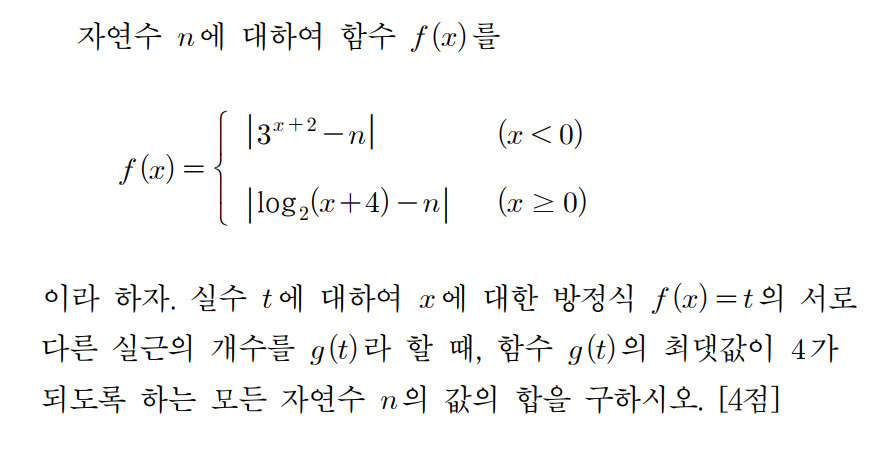 자연수 n에 대하여 함수 f(x)를
f(x) = { |3^{x+2} − n| (x < 0)
|log_2(x+4) − n| (x ≥ 0)
이라 하자. 실수 t에 대하여 x에 대한 방정식 f(x)=t의 서로
다른 실근의 개수를 g(t)라 할 때, 함수 g(t)의 최댓값이 4가
되도록 하는 모든 자연수 n의 값의 합을 구하시오. [4점]